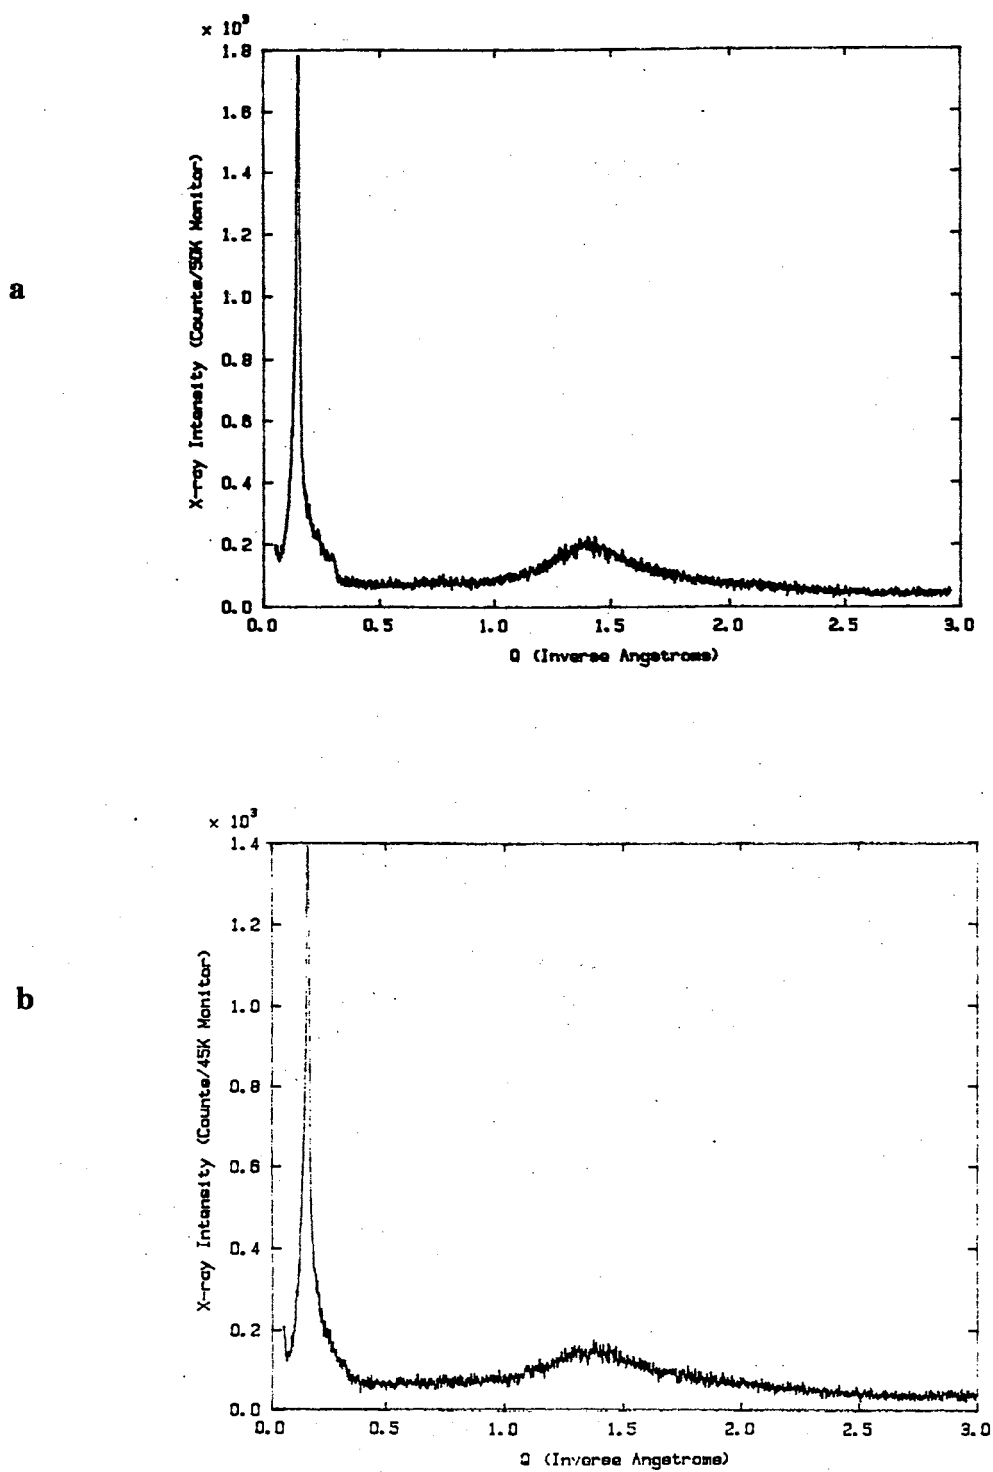 a
× 10³
1.8
1.6
1.4
1.2
1.0
0.8
0.6
0.4
0.2
0.0
X-ray Intensity (Counts/50K Monitor)
0.0 0.5 1.0 1.5 2.0 2.5 3.0
Q (Inverse Angstroms)
b
× 10³
1.4
1.2
1.0
0.8
0.6
0.4
0.2
0.0
X-ray Intensity (Counts/45K Monitor)
0.0 0.5 1.0 1.5 2.0 2.5 3.0
Q (Inverse Angstroms)